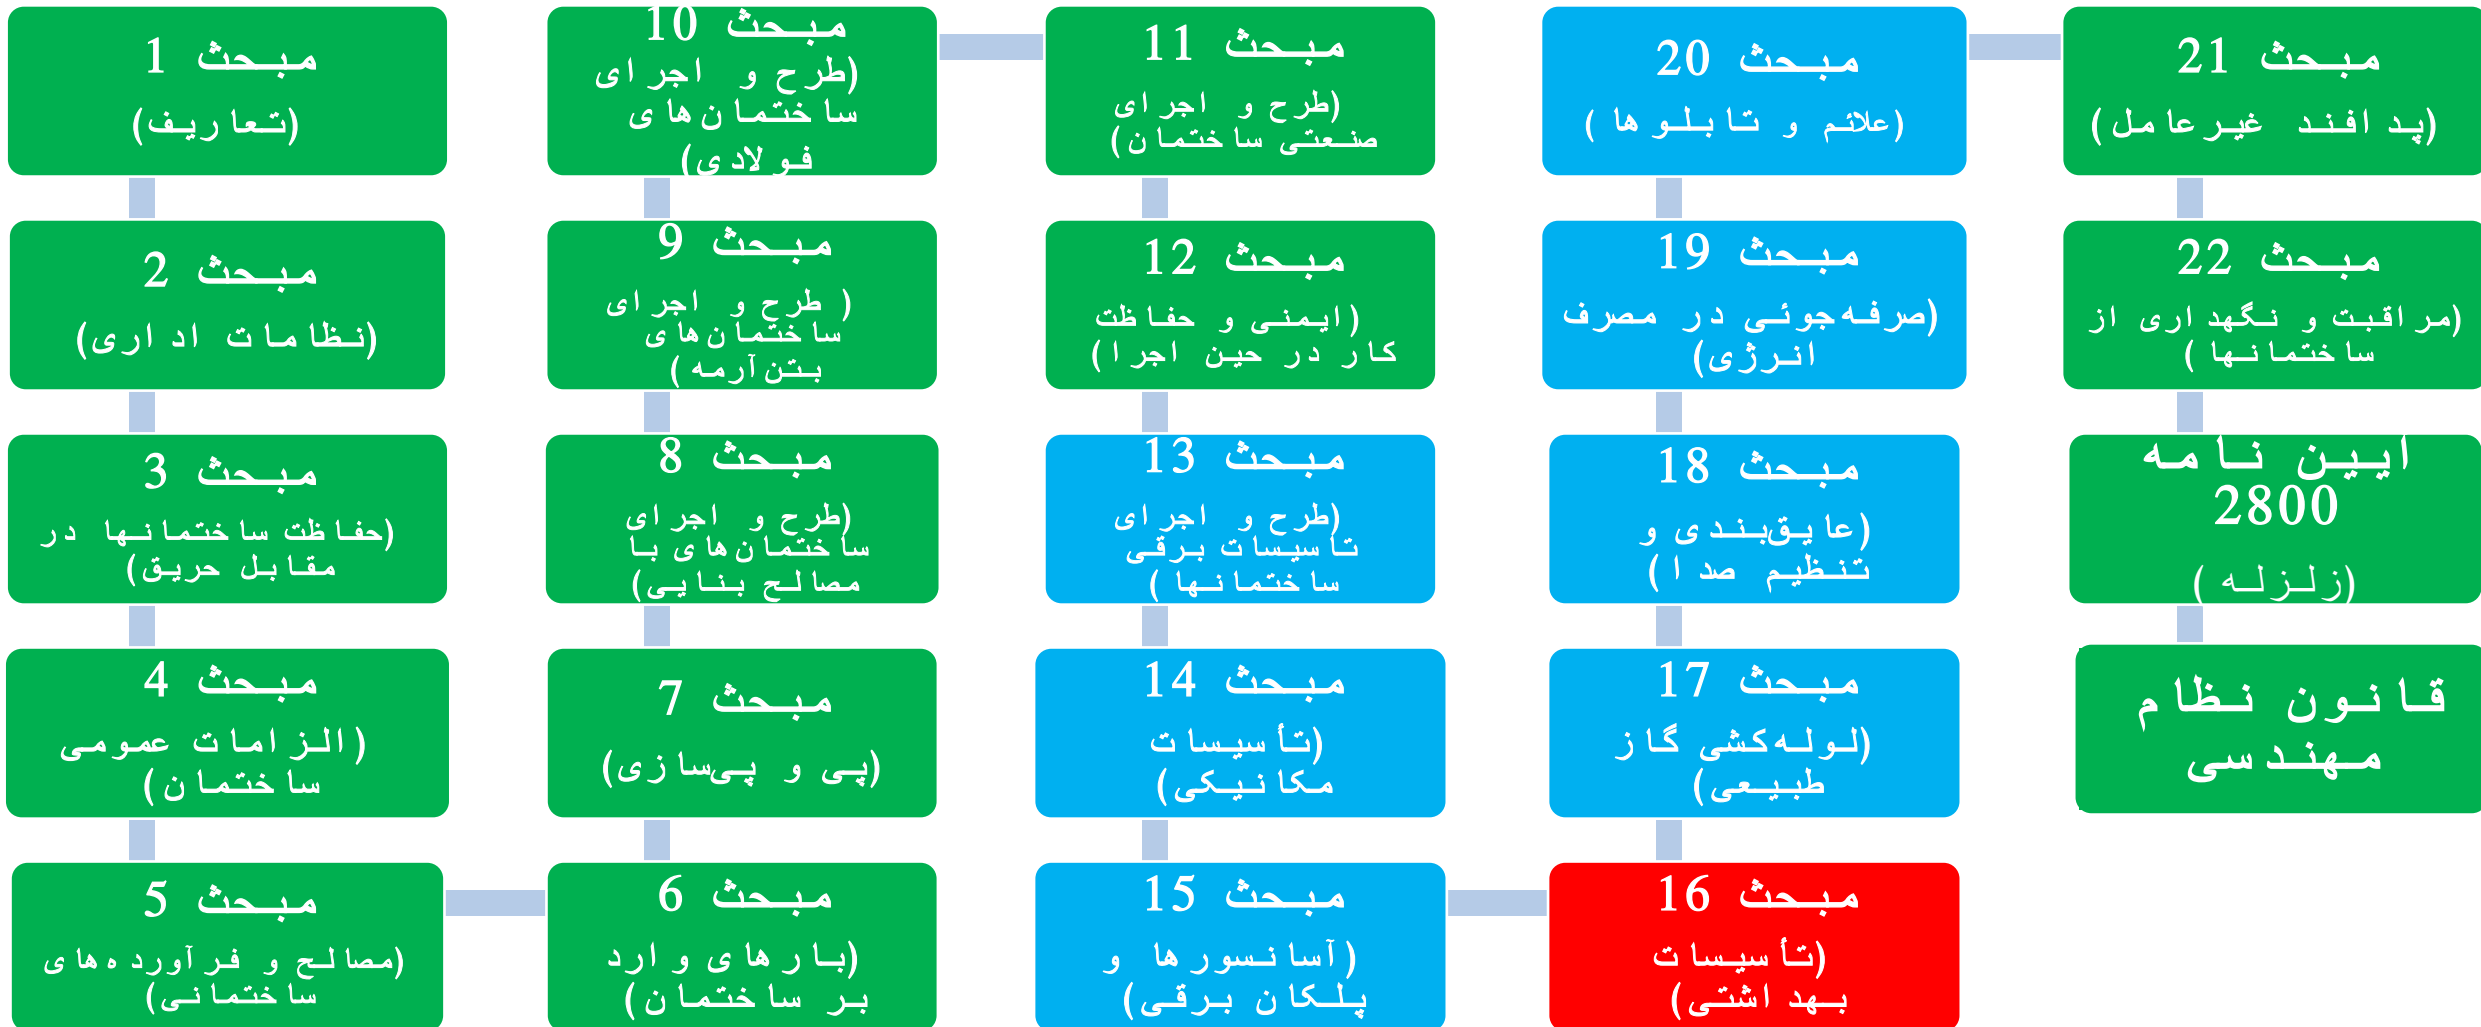 مبحث 1
(تعاریف)
مبحث 2
(نظامات اداری)
مبحث 3
(حفاظت ساختمانها در
مقابل حریق)
مبحث 4
(الزامات عمومی
ساختمان)
مبحث 5
(مصالح و فرآورده‌های
ساختمانی)
مبحث 6
(بارهای وارد
بر ساختمان)
مبحث 7
(پی و پی‌سازی)
مبحث 8
(طرح و اجرای
ساختمان‌های با
مصالح بنایی)
مبحث 9
( طرح و اجرای
ساختمان‌های
بتن‌آرمه)
مبحث 10
(طرح و اجرای
ساختمان‌های
فولادی)
مبحث 11
(طرح و اجرای
صنعتی ساختمان)
مبحث 12
(ایمنی و حفاظت
کار در حین اجرا)
مبحث 13
(طرح و اجرای
تاسیسات برقی
ساختمانها)
مبحث 14
(تأسیسات
مکانیکی)
مبحث 15
(آسانسورها و
پلکان برقی)
مبحث 16
(تأسیسات
بهداشتی)
مبحث 17
(لوله‌کشی گاز
طبیعی)
مبحث 18
(عایق‌بندی و
تنظیم صدا)
مبحث 19
(صرفه‌جوئی در مصرف
انرژی)
مبحث 20
(علائم و تابلوها)
مبحث 21
(پدافند غیرعامل)
مبحث 22
(مراقبت و نگهداری از
ساختمانها)
ایین نامه
2800
(زلزله)
قانون نظام
مهندسی